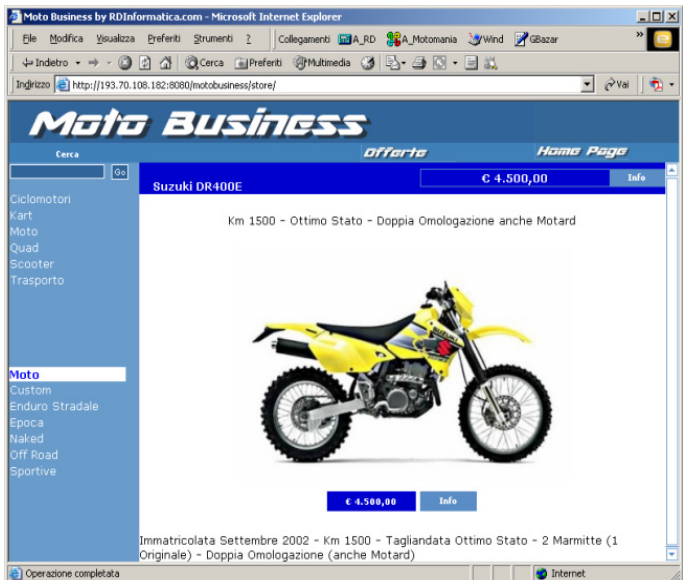 Moto Business by RDInformatica.com - Microsoft Internet Explorer
File Modifica Visualizza Preferiti Strumenti ? Collegamenti A_RD A_Motomania Wind GBazar »
Indietro Cerca Preferiti Multimedia
Indirizzo http://193.70.108.182:8080/motobusiness/store/ Vai
Moto Business
Cerca Offerte Home Page
Go
Suzuki DR400E € 4.500,00 Info
Ciclomotori
Kart
Moto
Quad
Scooter
Trasporto
Km 1500 - Ottimo Stato - Doppia Omologazione anche Motard
SUZUKI
Moto
Custom
Enduro Stradale
Epoca
Naked
Off Road
Sportive
€ 4.500,00 Info
Immatricolata Settembre 2002 - Km 1500 - Tagliandata Ottimo Stato - 2 Marmitte (1
Originale) - Doppia Omologazione (anche Motard)
Operazione completata Internet